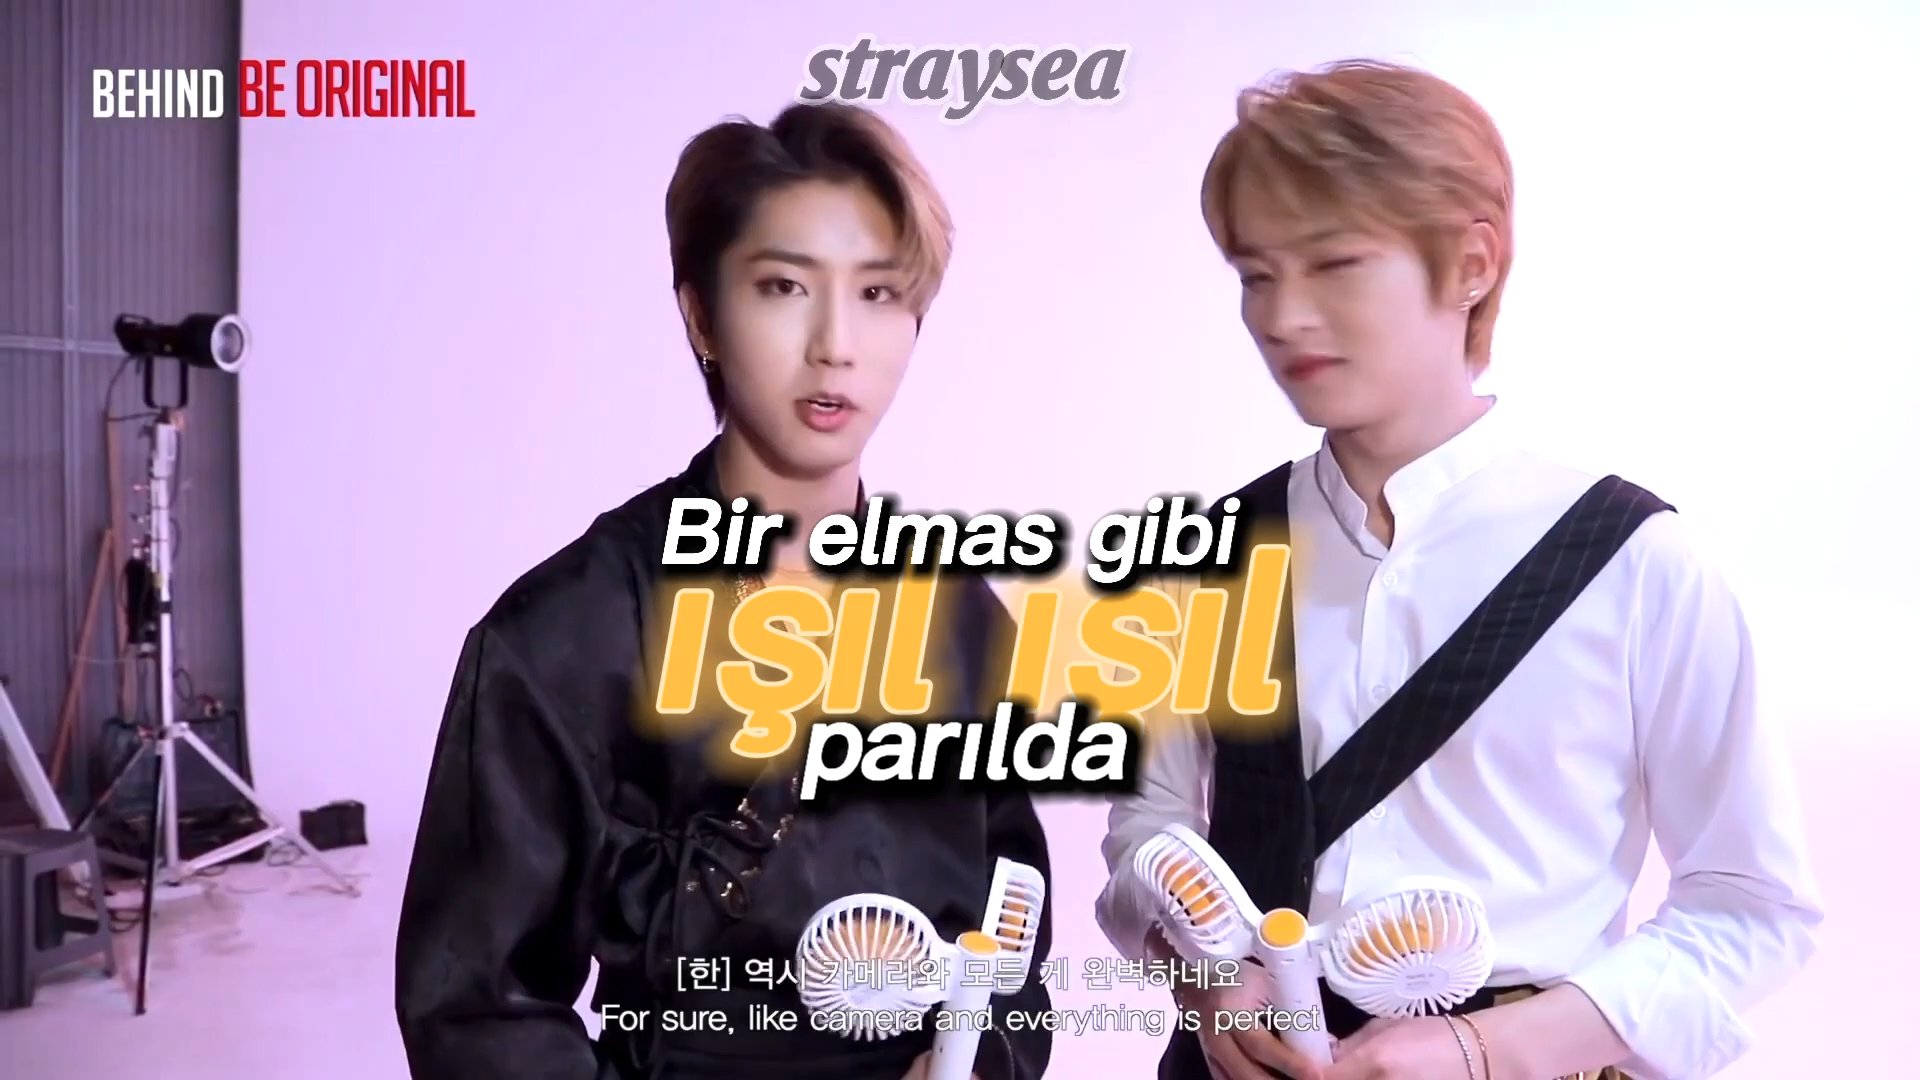 straysea
BEHIND BE ORIGINAL
Bir elmas gibi
ışıl ışıl
parılda
[한] 역시 카메라와 모든 게 완벽하네요
For sure, like camera and everything is perfect